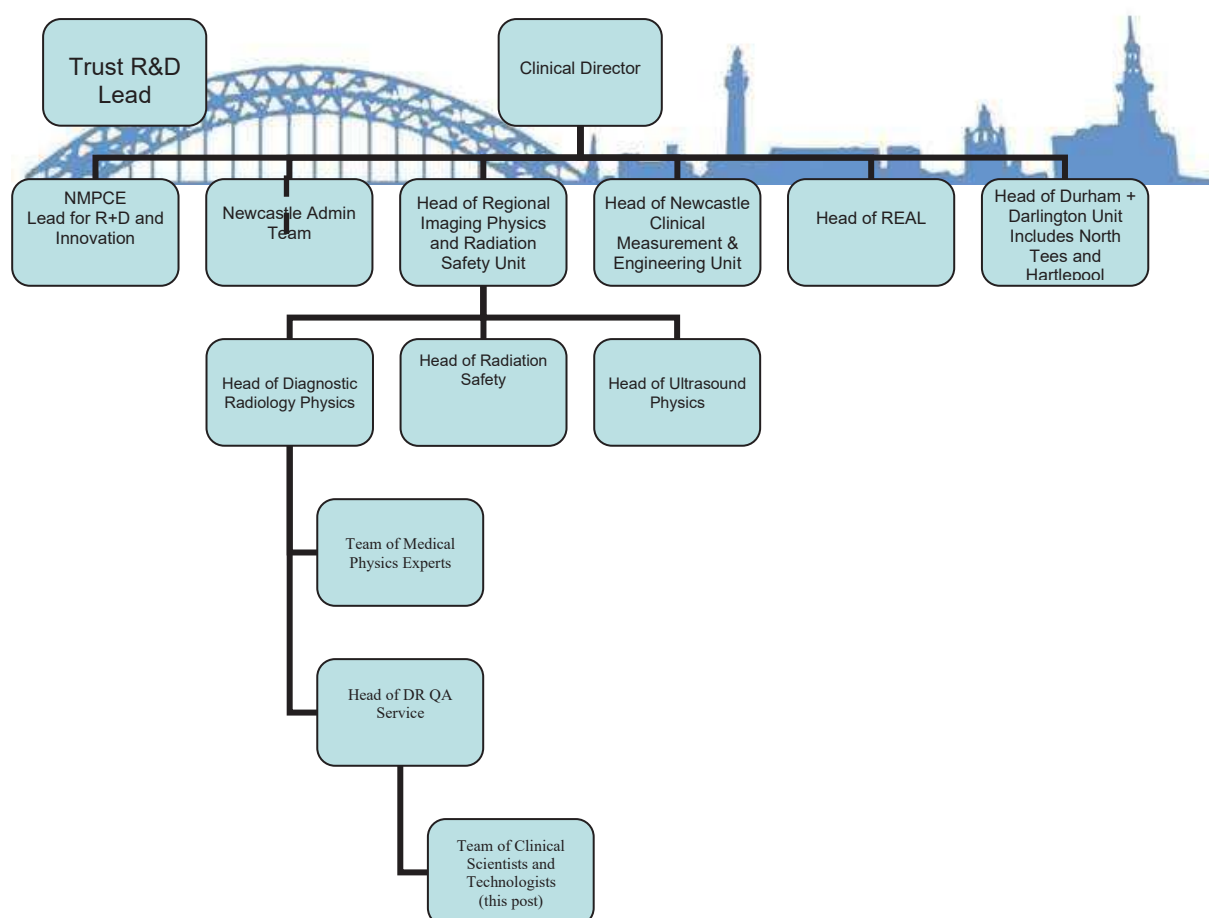 Trust R&D
Lead
Clinical Director
NMPCE
Lead for R+D and
Innovation
Newcastle Admin
Team
Head of Regional
Imaging Physics
and Radiation
Safety Unit
Head of Newcastle
Clinical
Measurement &
Engineering Unit
Head of REAL
Head of Durham +
Darlington Unit
Includes North
Tees and
Hartlepool
Head of Diagnostic
Radiology Physics
Head of Radiation
Safety
Head of Ultrasound
Physics
Team of Medical
Physics Experts
Head of DR QA
Service
Team of Clinical
Scientists and
Technologists
(this post)